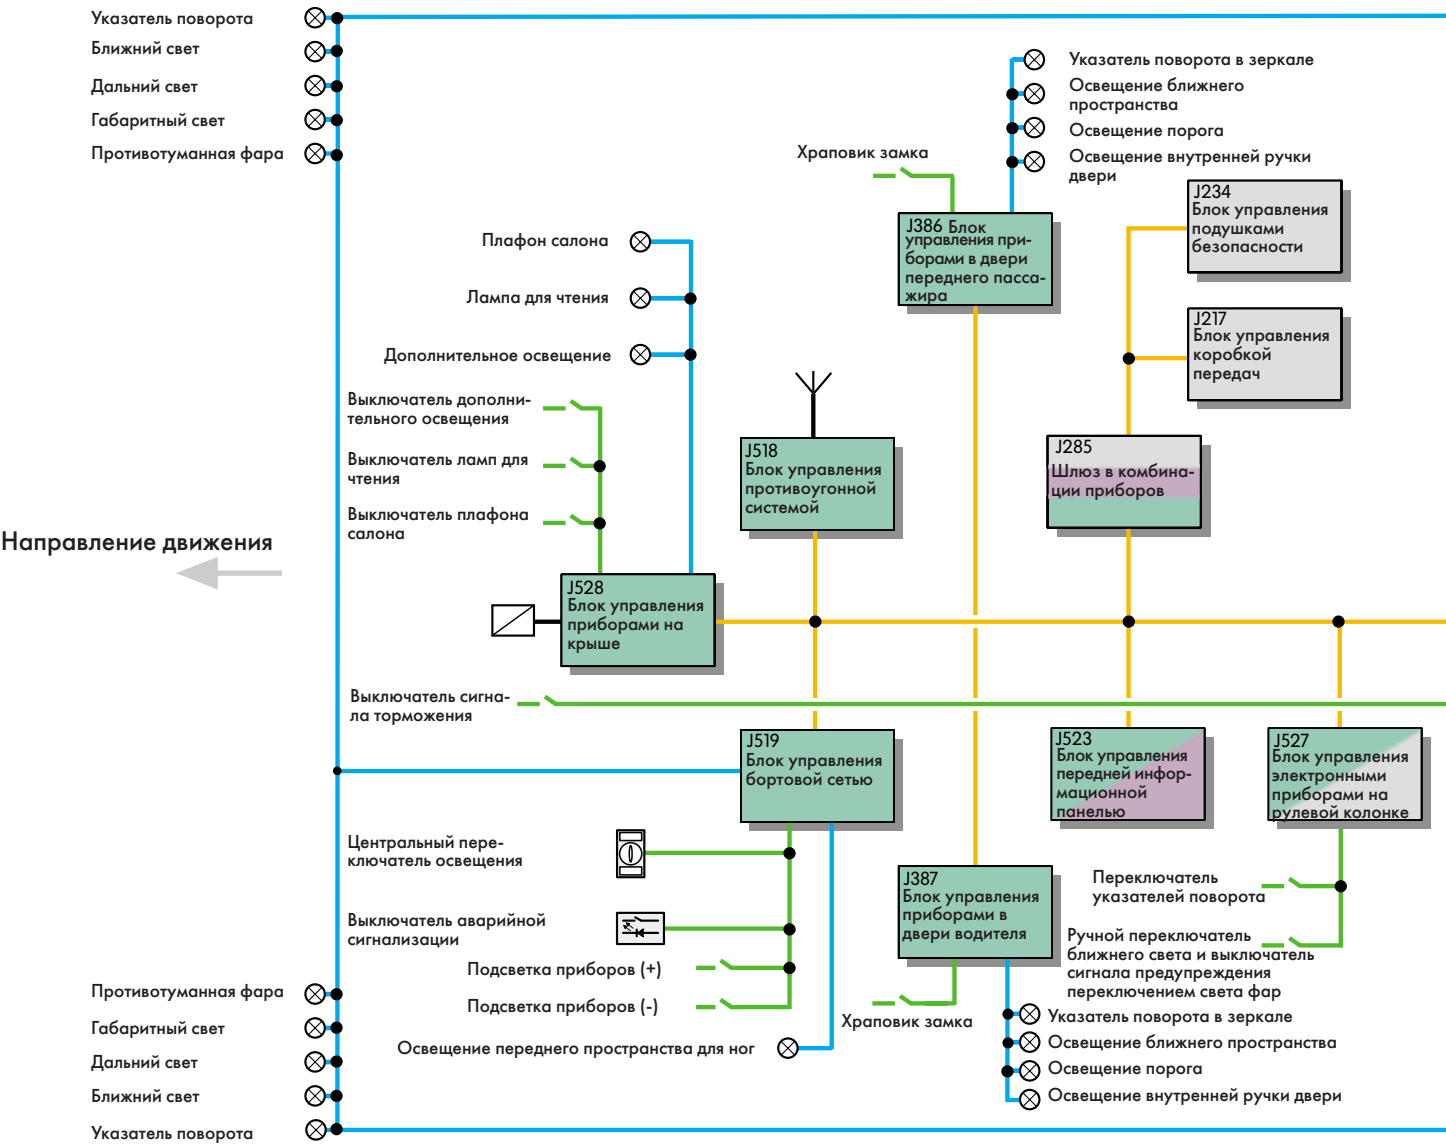 Указатель поворота
Ближний свет
Дальний свет
Габаритный свет
Противотуманная фара
Указатель поворота в зеркале
Освещение ближнего
пространства
Освещение порога
Освещение внутренней ручки
двери
Храповик замка
J234
Блок управления
подушками
безопасности
J386 Блок
управления при-
борами в двери
переднего пасса-
жира
Плафон салона
Лампа для чтения
Дополнительное освещение
J217
Блок управления
коробкой
передач
Выключатель дополни-
тельного освещения
Выключатель ламп для
чтения
Выключатель плафона
салона
J518
Блок управления
противоугонной
системой
J285
Шлюз в комбина-
ции приборов
Направление движения
J528
Блок управления
приборами на
крыше
Выключатель сигна-
ла торможения
J519
Блок управления
бортовой сетью
J523
Блок управления
передней инфор-
мационной
панелью
J527
Блок управления
электронными
приборами на
рулевой колонке
Центральный пере-
ключатель освещения
Выключатель аварийной
сигнализации
Подсветка приборов (+)
Подсветка приборов (-)
J387
Блок управления
приборами в
двери водителя
Переключатель
указателей поворота
Ручной переключатель
ближнего света и выключатель
сигнала предупреждения
переключением света фар
Храповик замка
Указатель поворота в зеркале
Освещение ближнего пространства
Освещение порога
Освещение внутренней ручки двери
Освещение переднего пространства для ног
Противотуманная фара
Габаритный свет
Дальний свет
Ближний свет
Указатель поворота